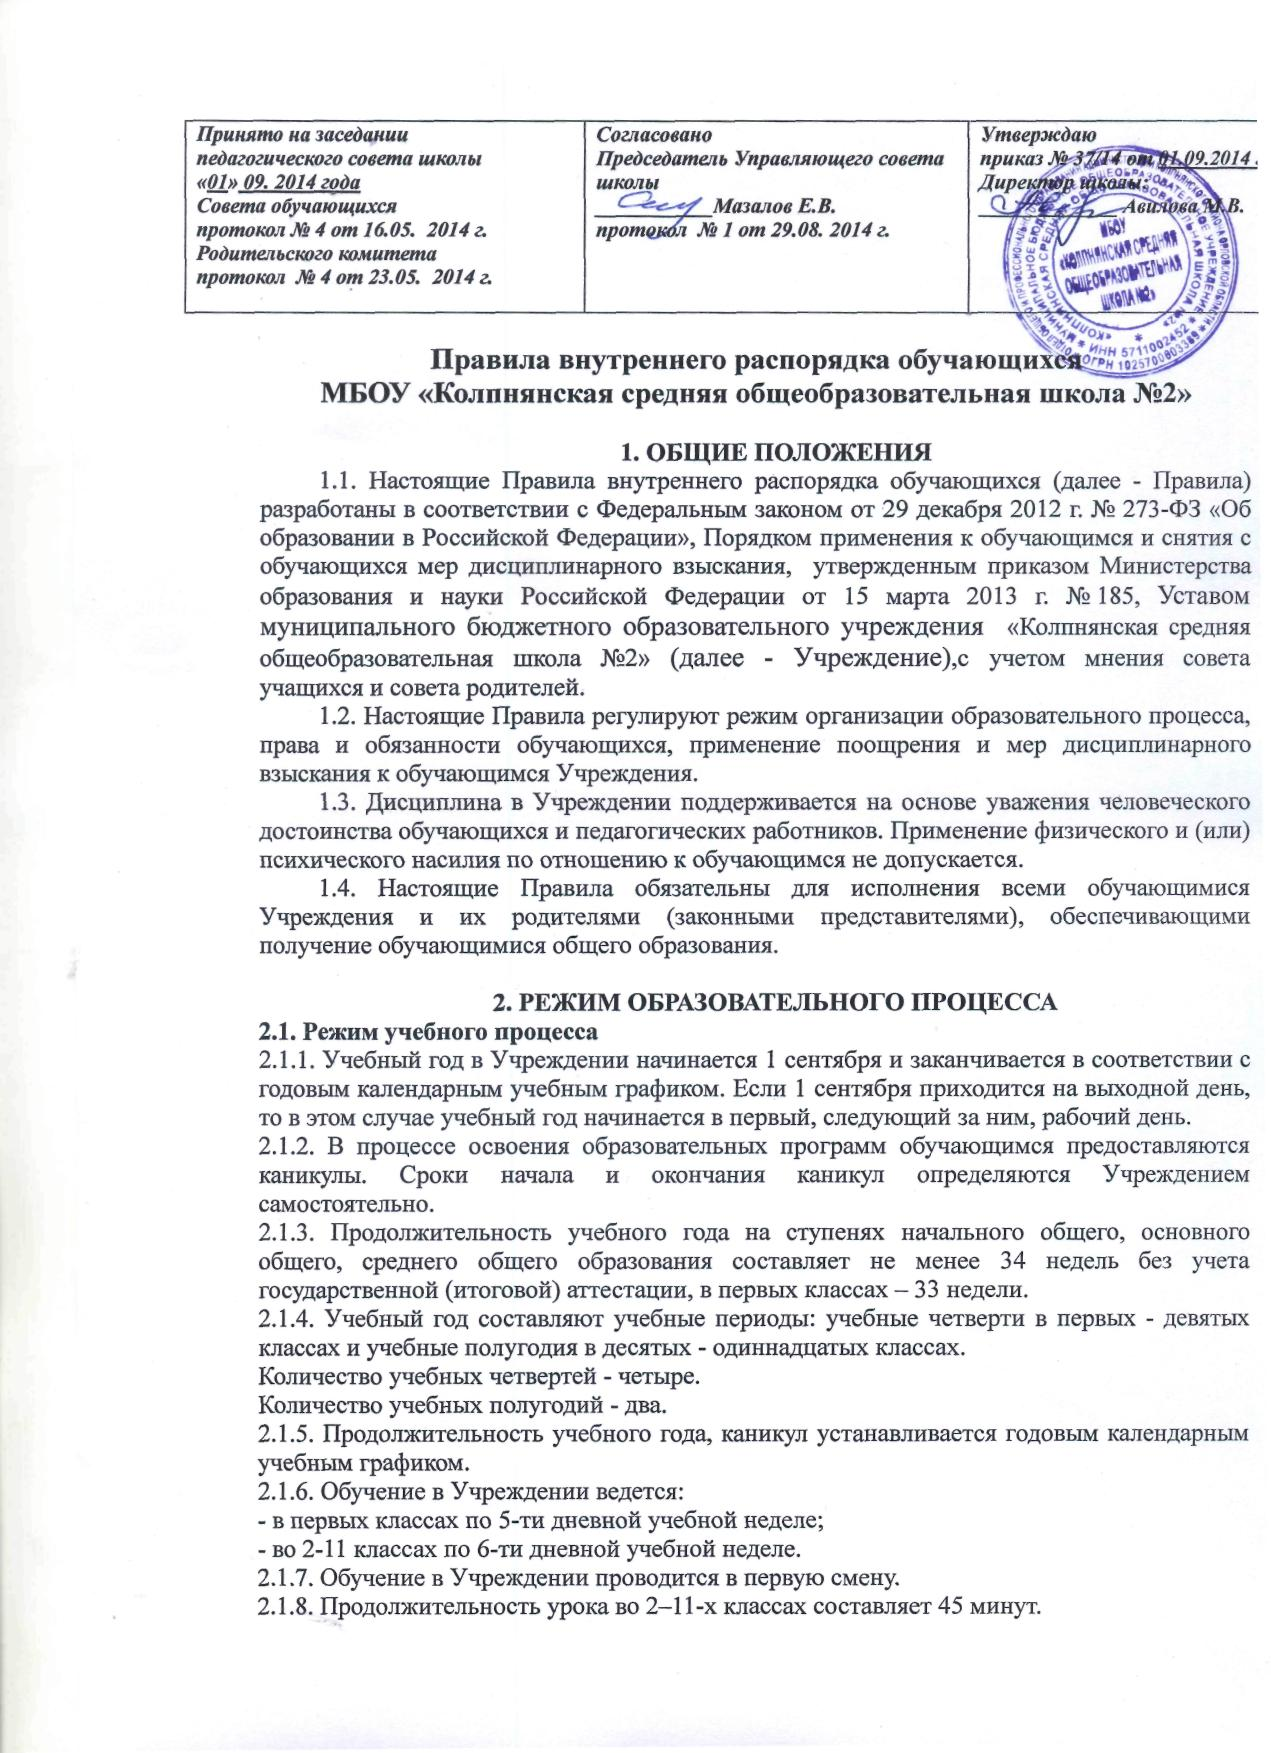 Принято на заседании
педагогического совета школы
«01» 09. 2014 года
Совета обучающихся
протокол № 4 от 16.05. 2014 г.
Родительского комитета
протокол № 4 от 23.05. 2014 г.
Согласовано
Председатель Управляющего совета
школы
__________Мазалов Е.В.
протокол № 1 от 29.08. 2014 г.
Утверждаю
приказ № 37/14 от 01.09.2014
Директор школы:
____________ Авилова М.В.
МБОУ
«КОЛПНЯНСКАЯ СРЕДНЯЯ
ОБЩЕОБРАЗОВАТЕЛЬНАЯ
ШКОЛА №2»
ИНН 5711002452 * ОГРН 1025700603369
Правила внутреннего распорядка обучающихся
МБОУ «Колпнянская средняя общеобразовательная школа №2»
1. ОБЩИЕ ПОЛОЖЕНИЯ
1.1. Настоящие Правила внутреннего распорядка обучающихся (далее - Правила)
разработаны в соответствии с Федеральным законом от 29 декабря 2012 г. № 273-ФЗ «Об
образовании в Российской Федерации», Порядком применения к обучающимся и снятия с
обучающихся мер дисциплинарного взыскания, утвержденным приказом Министерства
образования и науки Российской Федерации от 15 марта 2013 г. № 185, Уставом
муниципального бюджетного образовательного учреждения «Колпнянская средняя
общеобразовательная школа №2» (далее - Учреждение),с учетом мнения совета
учащихся и совета родителей.
1.2. Настоящие Правила регулируют режим организации образовательного процесса,
права и обязанности обучающихся, применение поощрения и мер дисциплинарного
взыскания к обучающимся Учреждения.
1.3. Дисциплина в Учреждении поддерживается на основе уважения человеческого
достоинства обучающихся и педагогических работников. Применение физического и (или)
психического насилия по отношению к обучающимся не допускается.
1.4. Настоящие Правила обязательны для исполнения всеми обучающимися
Учреждения и их родителями (законными представителями), обеспечивающими
получение обучающимися общего образования.
2. РЕЖИМ ОБРАЗОВАТЕЛЬНОГО ПРОЦЕССА
2.1. Режим учебного процесса
2.1.1. Учебный год в Учреждении начинается 1 сентября и заканчивается в соответствии с
годовым календарным учебным графиком. Если 1 сентября приходится на выходной день,
то в этом случае учебный год начинается в первый, следующий за ним, рабочий день.
2.1.2. В процессе освоения образовательных программ обучающимся предоставляются
каникулы. Сроки начала и окончания каникул определяются Учреждением
самостоятельно.
2.1.3. Продолжительность учебного года на ступенях начального общего, основного
общего, среднего общего образования составляет не менее 34 недель без учета
государственной (итоговой) аттестации, в первых классах – 33 недели.
2.1.4. Учебный год составляют учебные периоды: учебные четверти в первых - девятых
классах и учебные полугодия в десятых - одиннадцатых классах.
Количество учебных четвертей - четыре.
Количество учебных полугодий - два.
2.1.5. Продолжительность учебного года, каникул устанавливается годовым календарным
учебным графиком.
2.1.6. Обучение в Учреждении ведется:
- в первых классах по 5-ти дневной учебной неделе;
- во 2-11 классах по 6-ти дневной учебной неделе.
2.1.7. Обучение в Учреждении проводится в первую смену.
2.1.8. Продолжительность урока во 2–11-х классах составляет 45 минут.